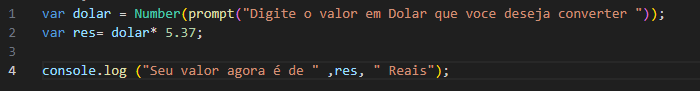 1 var dolar = Number(prompt("Digite o valor em Dolar que voce deseja converter "));
2 var res= dolar* 5.37;
3
4 console.log ("Seu valor agora é de " ,res, " Reais");